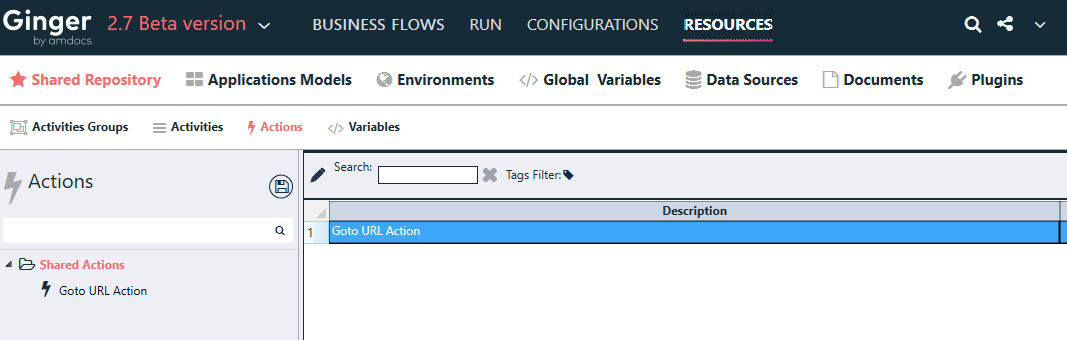 Ginger 2.7 Beta version BUSINESS FLOWS RUN CONFIGURATIONS RESOURCES
by amdocs
Shared Repository Applications Models Environments Global Variables Data Sources Documents Plugins
Activities Groups Activities Actions Variables
Actions
Search: Tags Filter:
Description
1 Goto URL Action
Shared Actions
Goto URL Action